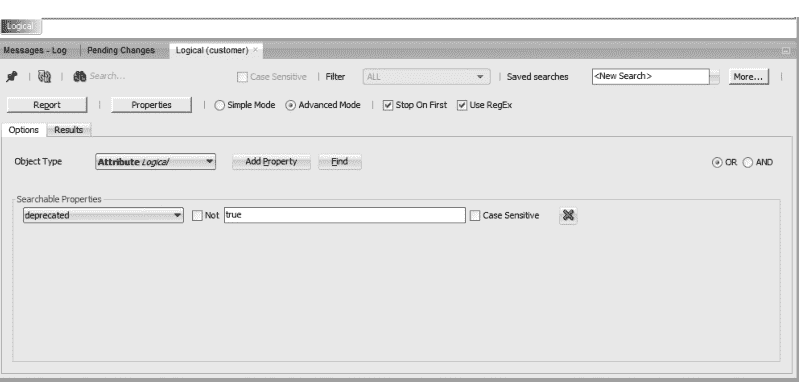 Logical
Messages - Log Pending Changes Logical (customer) ×
Search... Case Sensitive Filter ALL Saved searches <New Search> More...
Report Properties Simple Mode Advanced Mode Stop On First Use RegEx
Options Results
Object Type Attribute Logical Add Property Find OR AND
Searchable Properties
deprecated Not true Case Sensitive